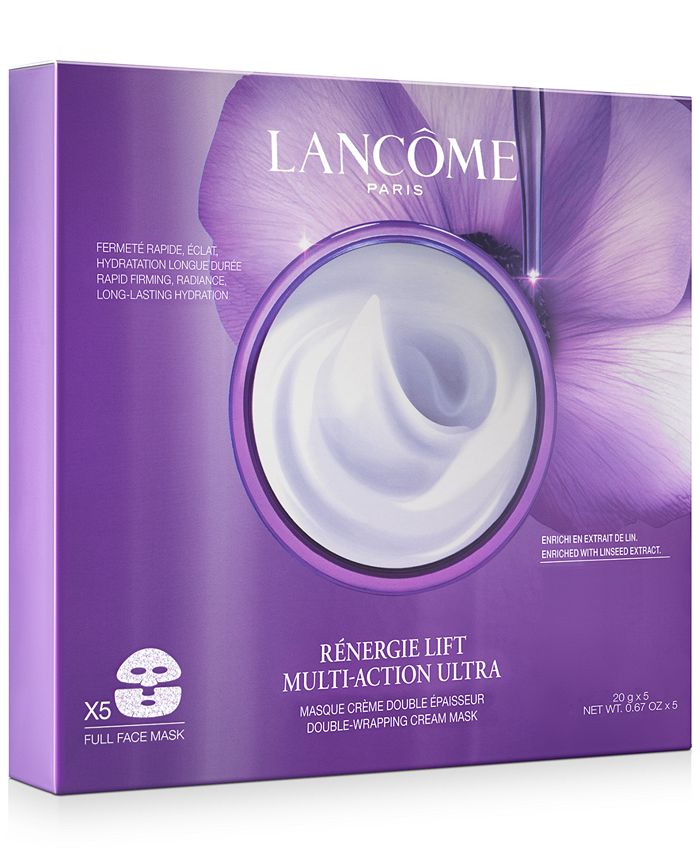 LANCÔME
PARIS
FERMETÉ RAPIDE, ÉCLAT,
HYDRATATION LONGUE DURÉE
RAPID FIRMING, RADIANCE,
LONG-LASTING HYDRATION
ENRICHI EN EXTRAIT DE LIN.
ENRICHED WITH LINSEED EXTRACT.
RÉNERGIE LIFT
MULTI-ACTION ULTRA
MASQUE CRÈME DOUBLE ÉPAISSEUR
DOUBLE-WRAPPING CREAM MASK
X5
FULL FACE MASK
20 g x 5
NET WT. 0.67 OZ x 5